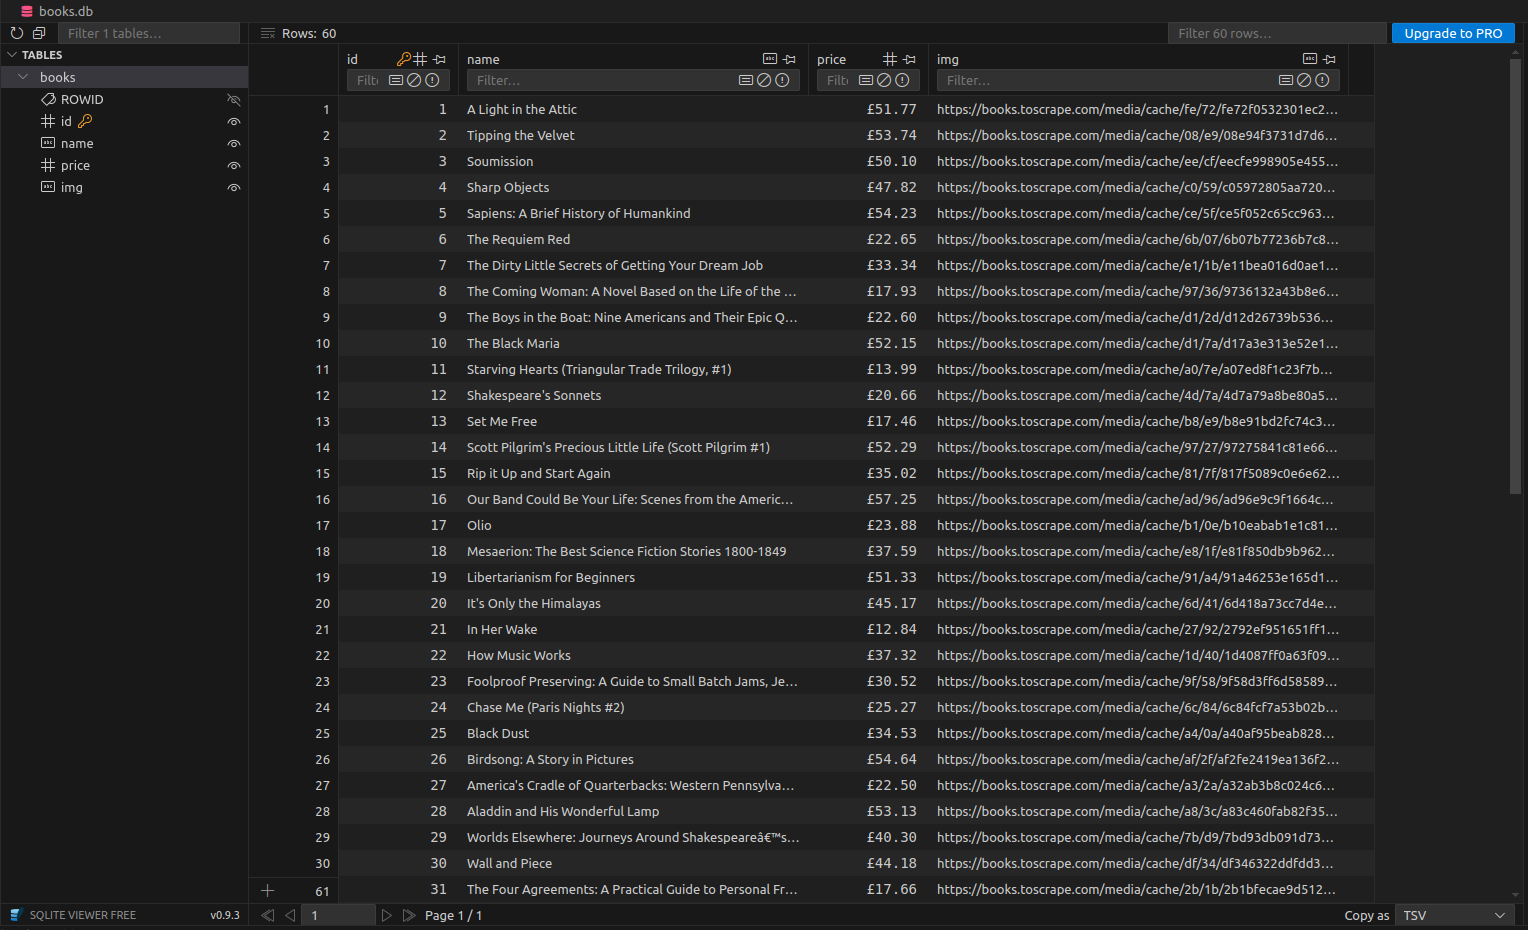 books.db
Filter 1 tables...
Rows: 60
Filter 60 rows...
Upgrade to PRO
TABLES
books
ROWID
id
name
price
img
id name price img
Filt Filter... Filt Filter...
1 1 A Light in the Attic £51.77 https://books.toscrape.com/media/cache/fe/72/fe72f0532301ec2...
2 2 Tipping the Velvet £53.74 https://books.toscrape.com/media/cache/08/e9/08e94f3731d7d6...
3 3 Soumission £50.10 https://books.toscrape.com/media/cache/ee/cf/eecfe998905e455...
4 4 Sharp Objects £47.82 https://books.toscrape.com/media/cache/c0/59/c05972805aa720...
5 5 Sapiens: A Brief History of Humankind £54.23 https://books.toscrape.com/media/cache/ce/5f/ce5f052c65cc963...
6 6 The Requiem Red £22.65 https://books.toscrape.com/media/cache/6b/07/6b07b77236b7c8...
7 7 The Dirty Little Secrets of Getting Your Dream Job £33.34 https://books.toscrape.com/media/cache/e1/1b/e11bea016d0ae1...
8 8 The Coming Woman: A Novel Based on the Life of the ... £17.93 https://books.toscrape.com/media/cache/97/36/9736132a43b8e6...
9 9 The Boys in the Boat: Nine Americans and Their Epic Q... £22.60 https://books.toscrape.com/media/cache/d1/2d/d12d26739b536...
10 10 The Black Maria £52.15 https://books.toscrape.com/media/cache/d1/7a/d17a3e313e52e1...
11 11 Starving Hearts (Triangular Trade Trilogy, #1) £13.99 https://books.toscrape.com/media/cache/a0/7e/a07ed8f1c23f7b...
12 12 Shakespeare's Sonnets £20.66 https://books.toscrape.com/media/cache/4d/7a/4d7a79a8be80a5...
13 13 Set Me Free £17.46 https://books.toscrape.com/media/cache/b8/e9/b8e91bd2fc74c3...
14 14 Scott Pilgrim's Precious Little Life (Scott Pilgrim #1) £52.29 https://books.toscrape.com/media/cache/97/27/97275841c81e66...
15 15 Rip it Up and Start Again £35.02 https://books.toscrape.com/media/cache/81/7f/817f5089c0e6e62...
16 16 Our Band Could Be Your Life: Scenes from the Americ... £57.25 https://books.toscrape.com/media/cache/ad/96/ad96e9c9f1664c...
17 17 Olio £23.88 https://books.toscrape.com/media/cache/b1/0e/b10eabab1e1c81...
18 18 Mesaerion: The Best Science Fiction Stories 1800-1849 £37.59 https://books.toscrape.com/media/cache/e8/1f/e81f850db9b962...
19 19 Libertarianism for Beginners £51.33 https://books.toscrape.com/media/cache/91/a4/91a46253e165d1...
20 20 It's Only the Himalayas £45.17 https://books.toscrape.com/media/cache/6d/41/6d418a73cc7d4e...
21 21 In Her Wake £12.84 https://books.toscrape.com/media/cache/27/92/2792ef951651ff1...
22 22 How Music Works £37.32 https://books.toscrape.com/media/cache/1d/40/1d4087ff0a63f09...
23 23 Foolproof Preserving: A Guide to Small Batch Jams, Je... £30.52 https://books.toscrape.com/media/cache/9f/58/9f58d3ff6d58589...
24 24 Chase Me (Paris Nights #2) £25.27 https://books.toscrape.com/media/cache/6c/84/6c84fcf7a53b02b...
25 25 Black Dust £34.53 https://books.toscrape.com/media/cache/a4/0a/a40af95beab828...
26 26 Birdsong: A Story in Pictures £54.64 https://books.toscrape.com/media/cache/af/2f/af2fe2419ea136f2...
27 27 America's Cradle of Quarterbacks: Western Pennsylva... £22.50 https://books.toscrape.com/media/cache/a3/2a/a32ab3b8c024c6...
28 28 Aladdin and His Wonderful Lamp £53.13 https://books.toscrape.com/media/cache/a8/3c/a83c460fab82f35...
29 29 Worlds Elsewhere: Journeys Around Shakespeareâ€™s... £40.30 https://books.toscrape.com/media/cache/7b/d9/7bd93db091d73...
30 30 Wall and Piece £44.18 https://books.toscrape.com/media/cache/df/34/df346322ddfdd3...
61 31 The Four Agreements: A Practical Guide to Personal Fr... £17.66 https://books.toscrape.com/media/cache/2b/1b/2b1bfecae9d512...
SQLITE VIEWER FREE v0.9.3
1 Page 1 / 1
Copy as TSV